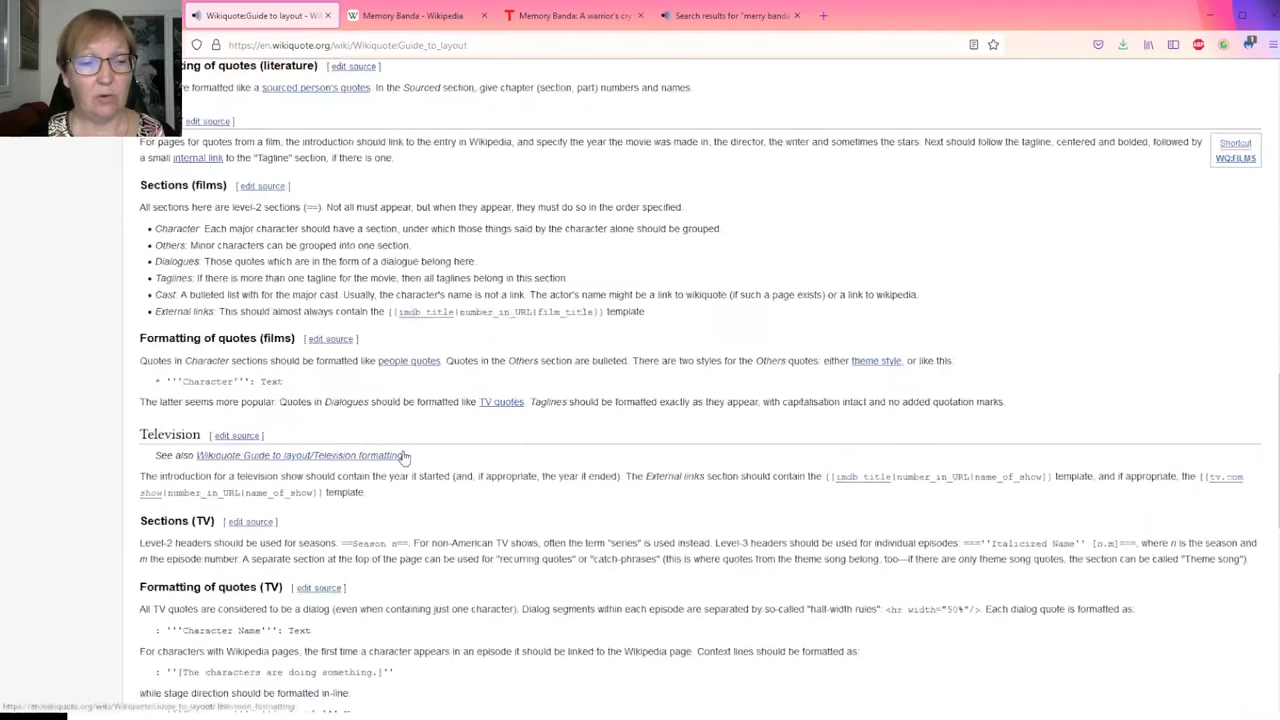 Wikiquote:Guide to layout - Wi
Memory Banda - Wikipedia
Memory Banda: A warrior's cry
Search results for "merry banda
https://en.wikiquote.org/wiki/Wikiquote:Guide_to_layout
ing of quotes (literature) [ edit source ]
re formatted like a sourced person's quotes. In the Sourced section, give chapter (section, part) numbers and names.
edit source ]
For pages for quotes from a film, the introduction should link to the entry in Wikipedia, and specify the year the movie was made in, the director, the writer and sometimes the stars. Next should follow the tagline, centered and bolded, followed by
a small internal link to the "Tagline" section, if there is one.
Shortcut
WQ:FILMS
Sections (films) [ edit source ]
All sections here are level-2 sections (==). Not all must appear, but when they appear, they must do so in the order specified.
• Character: Each major character should have a section, under which those things said by the character alone should be grouped
• Others: Minor characters can be grouped into one section.
• Dialogues: Those quotes which are in the form of a dialogue belong here.
• Taglines: If there is more than one tagline for the movie, then all taglines belong in this section.
• Cast: A bulleted list with for the major cast. Usually, the character's name is not a link. The actor's name might be a link to wikiquote (if such a page exists) or a link to wikipedia.
• External links: This should almost always contain the {{imdb title|number_in_URL|film_title}} template
Formatting of quotes (films) [ edit source ]
Quotes in Character sections should be formatted like people quotes. Quotes in the Others section are bulleted. There are two styles for the Others quotes: either theme style, or like this:
* '''Character''': Text
The latter seems more popular. Quotes in Dialogues should be formatted like TV quotes. Taglines should be formatted exactly as they appear, with capitalisation intact and no added quotation marks.
Television [ edit source ]
See also Wikiquote Guide to layout/Television formatting
The introduction for a television show should contain the year it started (and, if appropriate, the year it ended). The External links section should contain the {{imdb title|number_in_URL|name_of_show}} template, and if appropriate, the {{tv.com
show|number_in_URL|name_of_show}} template.
Sections (TV) [ edit source ]
Level-2 headers should be used for seasons: ==Season n==. For non-American TV shows, often the term "series" is used instead. Level-3 headers should be used for individual episodes: ===''Italicized Name'' [n.m]===, where n is the season and
m the episode number. A separate section at the top of the page can be used for "recurring quotes" or "catch-phrases" (this is where quotes from the theme song belong, too—if there are only theme song quotes, the section can be called "Theme song").
Formatting of quotes (TV) [ edit source ]
All TV quotes are considered to be a dialog (even when containing just one character). Dialog segments within each episode are separated by so-called "half-width rules": <hr width="50%"/> Each dialog quote is formatted as:
: '''Character Name''': Text
For characters with Wikipedia pages, the first time a character appears in an episode it should be linked to the Wikipedia page. Context lines should be formatted as:
: ''[The characters are doing something.]''
while stage direction should be formatted in-line:
https://en.wikiquote.org/wiki/Wikiquote:Guide_to_layout/Television_formatting